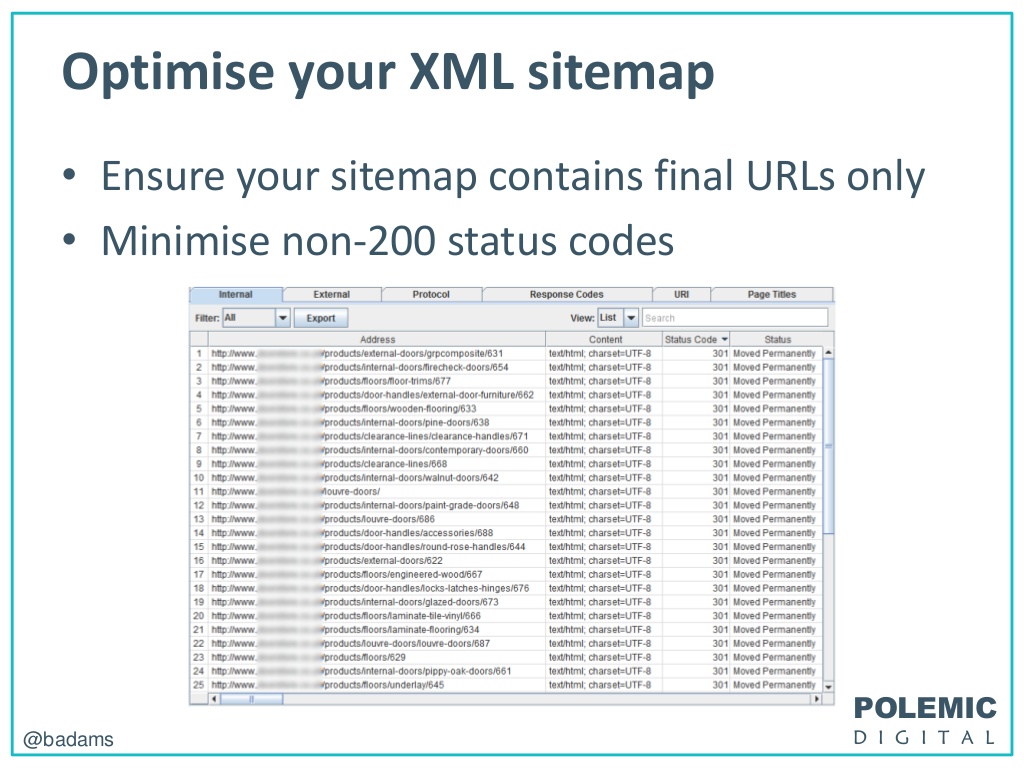 Optimise your XML sitemap
• Ensure your sitemap contains final URLs only
• Minimise non-200 status codes
Internal External Protocol Response Codes URI Page Titles
Filter: All Export View: List Search
Address Content Status Code Status
1 http://www. /products/external-doors/grpcomposite/631 text/html; charset=UTF-8 301 Moved Permanently
2 http://www. /products/internal-doors/firecheck-doors/654 text/html; charset=UTF-8 301 Moved Permanently
3 http://www. /products/floors/floor-trims/677 text/html; charset=UTF-8 301 Moved Permanently
4 http://www. /products/door-handles/external-door-furniture/662 text/html; charset=UTF-8 301 Moved Permanently
5 http://www. /products/floors/wooden-flooring/633 text/html; charset=UTF-8 301 Moved Permanently
6 http://www. /products/internal-doors/pine-doors/638 text/html; charset=UTF-8 301 Moved Permanently
7 http://www. /products/clearance-lines/clearance-handles/671 text/html; charset=UTF-8 301 Moved Permanently
8 http://www. /products/internal-doors/contemporary-doors/660 text/html; charset=UTF-8 301 Moved Permanently
9 http://www. /products/clearance-lines/668 text/html; charset=UTF-8 301 Moved Permanently
10 http://www. /products/internal-doors/walnut-doors/642 text/html; charset=UTF-8 301 Moved Permanently
11 http://www. /louvre-doors/ text/html; charset=UTF-8 301 Moved Permanently
12 http://www. /products/internal-doors/paint-grade-doors/648 text/html; charset=UTF-8 301 Moved Permanently
13 http://www. /products/louvre-doors/686 text/html; charset=UTF-8 301 Moved Permanently
14 http://www. /products/door-handles/accessories/688 text/html; charset=UTF-8 301 Moved Permanently
15 http://www. /products/door-handles/round-rose-handles/644 text/html; charset=UTF-8 301 Moved Permanently
16 http://www. /products/external-doors/622 text/html; charset=UTF-8 301 Moved Permanently
17 http://www. /products/floors/engineered-wood/667 text/html; charset=UTF-8 301 Moved Permanently
18 http://www. /products/door-handles/locks-latches-hinges/676 text/html; charset=UTF-8 301 Moved Permanently
19 http://www. /products/internal-doors/glazed-doors/673 text/html; charset=UTF-8 301 Moved Permanently
20 http://www. /products/floors/laminate-tile-vinyl/666 text/html; charset=UTF-8 301 Moved Permanently
21 http://www. /products/floors/laminate-flooring/634 text/html; charset=UTF-8 301 Moved Permanently
22 http://www. /products/louvre-doors/louvre-doors/687 text/html; charset=UTF-8 301 Moved Permanently
23 http://www. /products/floors/629 text/html; charset=UTF-8 301 Moved Permanently
24 http://www. /products/internal-doors/pippy-oak-doors/661 text/html; charset=UTF-8 301 Moved Permanently
25 http://www. /products/floors/underlay/645 text/html; charset=UTF-8 301 Moved Permanently
POLEMIC
DIGITAL
@badams